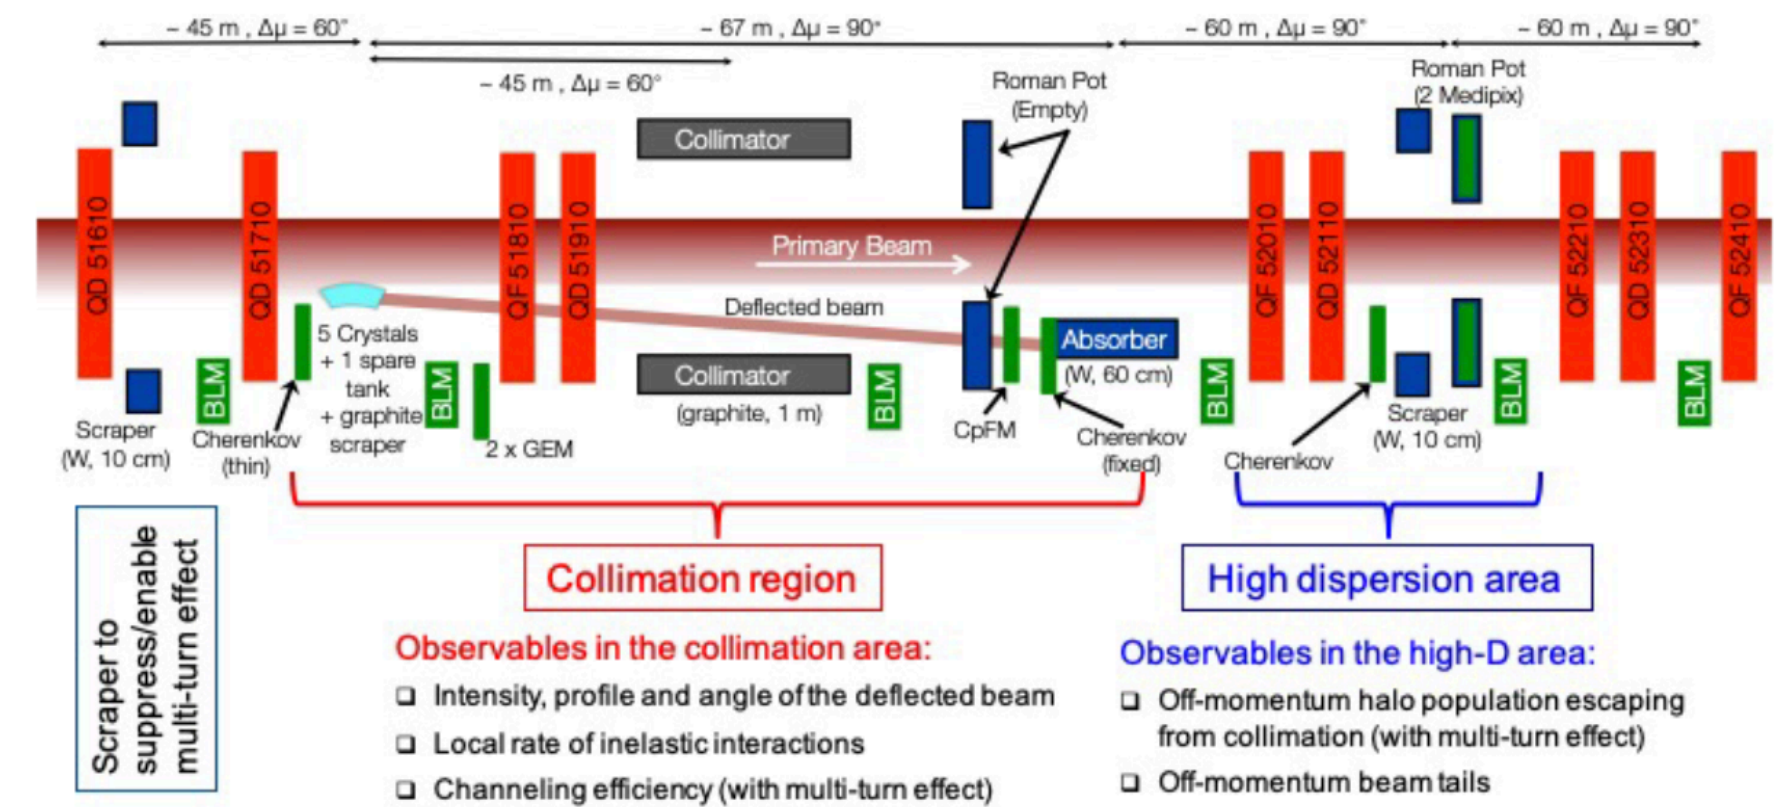 ~ 45 m , Δμ = 60°
~ 67 m , Δμ = 90°
~ 60 m , Δμ = 90°
~ 60 m , Δμ = 90°
~ 45 m , Δμ = 60°
Roman Pot
(Empty)
Roman Pot
(2 Medipix)
Collimator
QD 51610
QD 51710
QF 51810
QD 51910
QF 52010
QD 52110
QF 52210
QD 52310
QF 52410
Primary Beam
Deflected beam
5 Crystals
+ 1 spare
tank
+ graphite
scraper
Absorber
(W, 60 cm)
Collimator
(graphite, 1 m)
BLM
BLM
BLM
BLM
BLM
BLM
Scraper
(W, 10 cm)
Cherenkov
(thin)
2 x GEM
CpFM
Cherenkov
(fixed)
Cherenkov
Scraper
(W, 10 cm)
Scraper to
suppress/enable
multi-turn effect
Collimation region
High dispersion area
Observables in the collimation area:
Intensity, profile and angle of the deflected beam
Local rate of inelastic interactions
Channeling efficiency (with multi-turn effect)
Observables in the high-D area:
Off-momentum halo population escaping
from collimation (with multi-turn effect)
Off-momentum beam tails